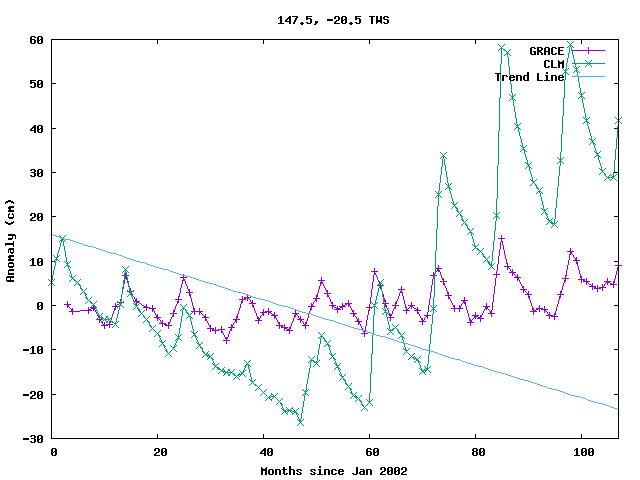 147.5, -20.5 TWS
GRACE
CLM
Trend Line
60
50
40
30
20
10
0
-10
-20
-30
Anomaly (cm)
0 20 40 60 80 100
Months since Jan 2002